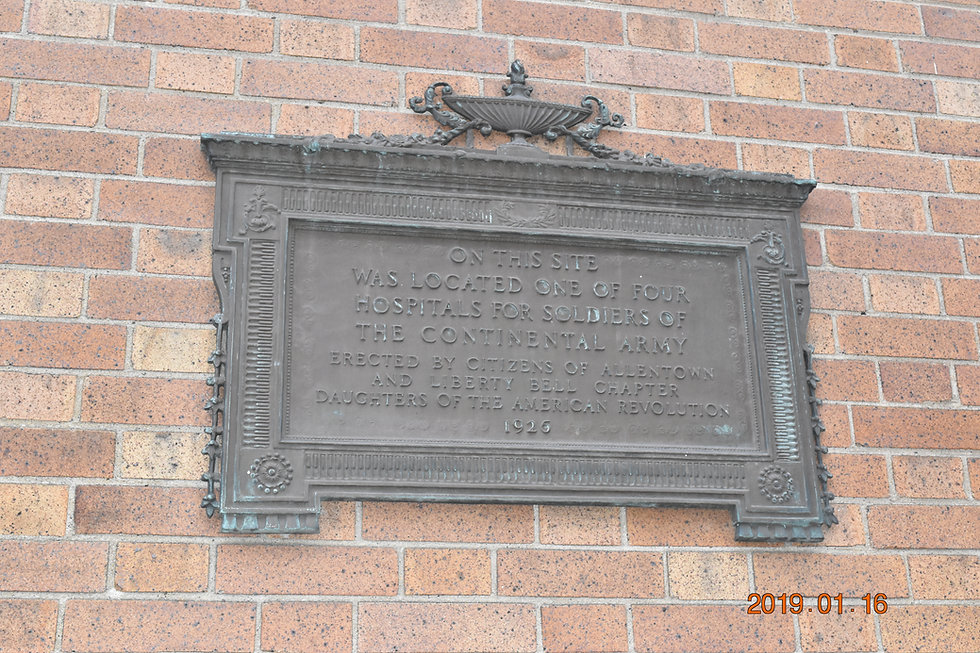 ON THIS SITE
WAS LOCATED ONE OF FOUR
HOSPITALS FOR SOLDIERS OF
THE CONTINENTAL ARMY
ERECTED BY CITIZENS OF ALLENTOWN
AND LIBERTY BELL CHAPTER
DAUGHTERS OF THE AMERICAN REVOLUTION
1926
2019.01.16